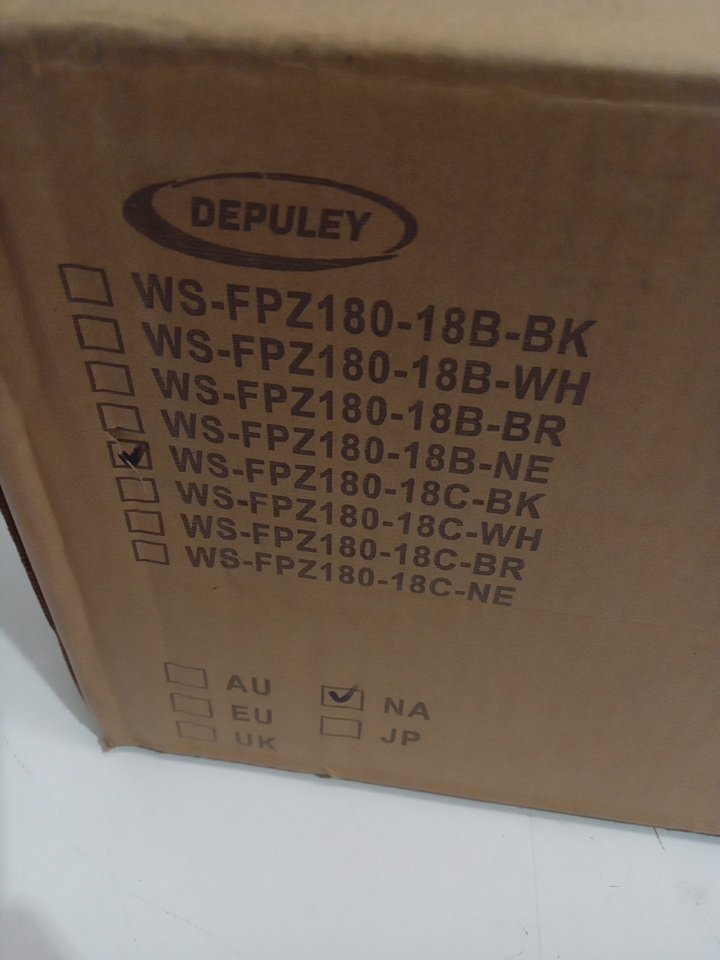 DEPULEY
WS-FPZ180-18B-BK
WS-FPZ180-18B-WH
WS-FPZ180-18B-BR
WS-FPZ180-18B-NE
WS-FPZ180-18C-BK
WS-FPZ180-18C-WH
WS-FPZ180-18C-BR
WS-FPZ180-18C-NE
AU NA
EU JP
UK